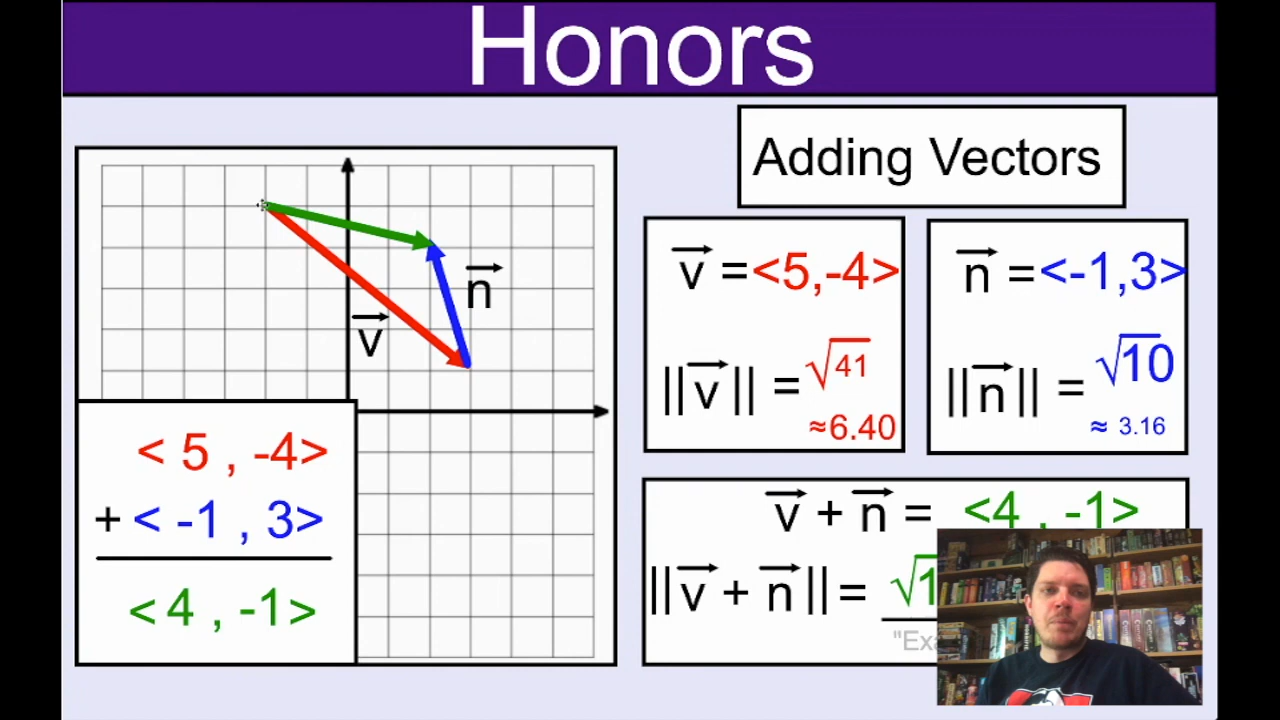 Honors
Adding Vectors
v = <5,-4>
||v|| = √41
≈6.40
n = <-1,3>
||n|| = √10
≈ 3.16
n
v
< 5 , -4>
+ < -1 , 3>
< 4 , -1>
v + n = <4 , -1>
||v + n|| =